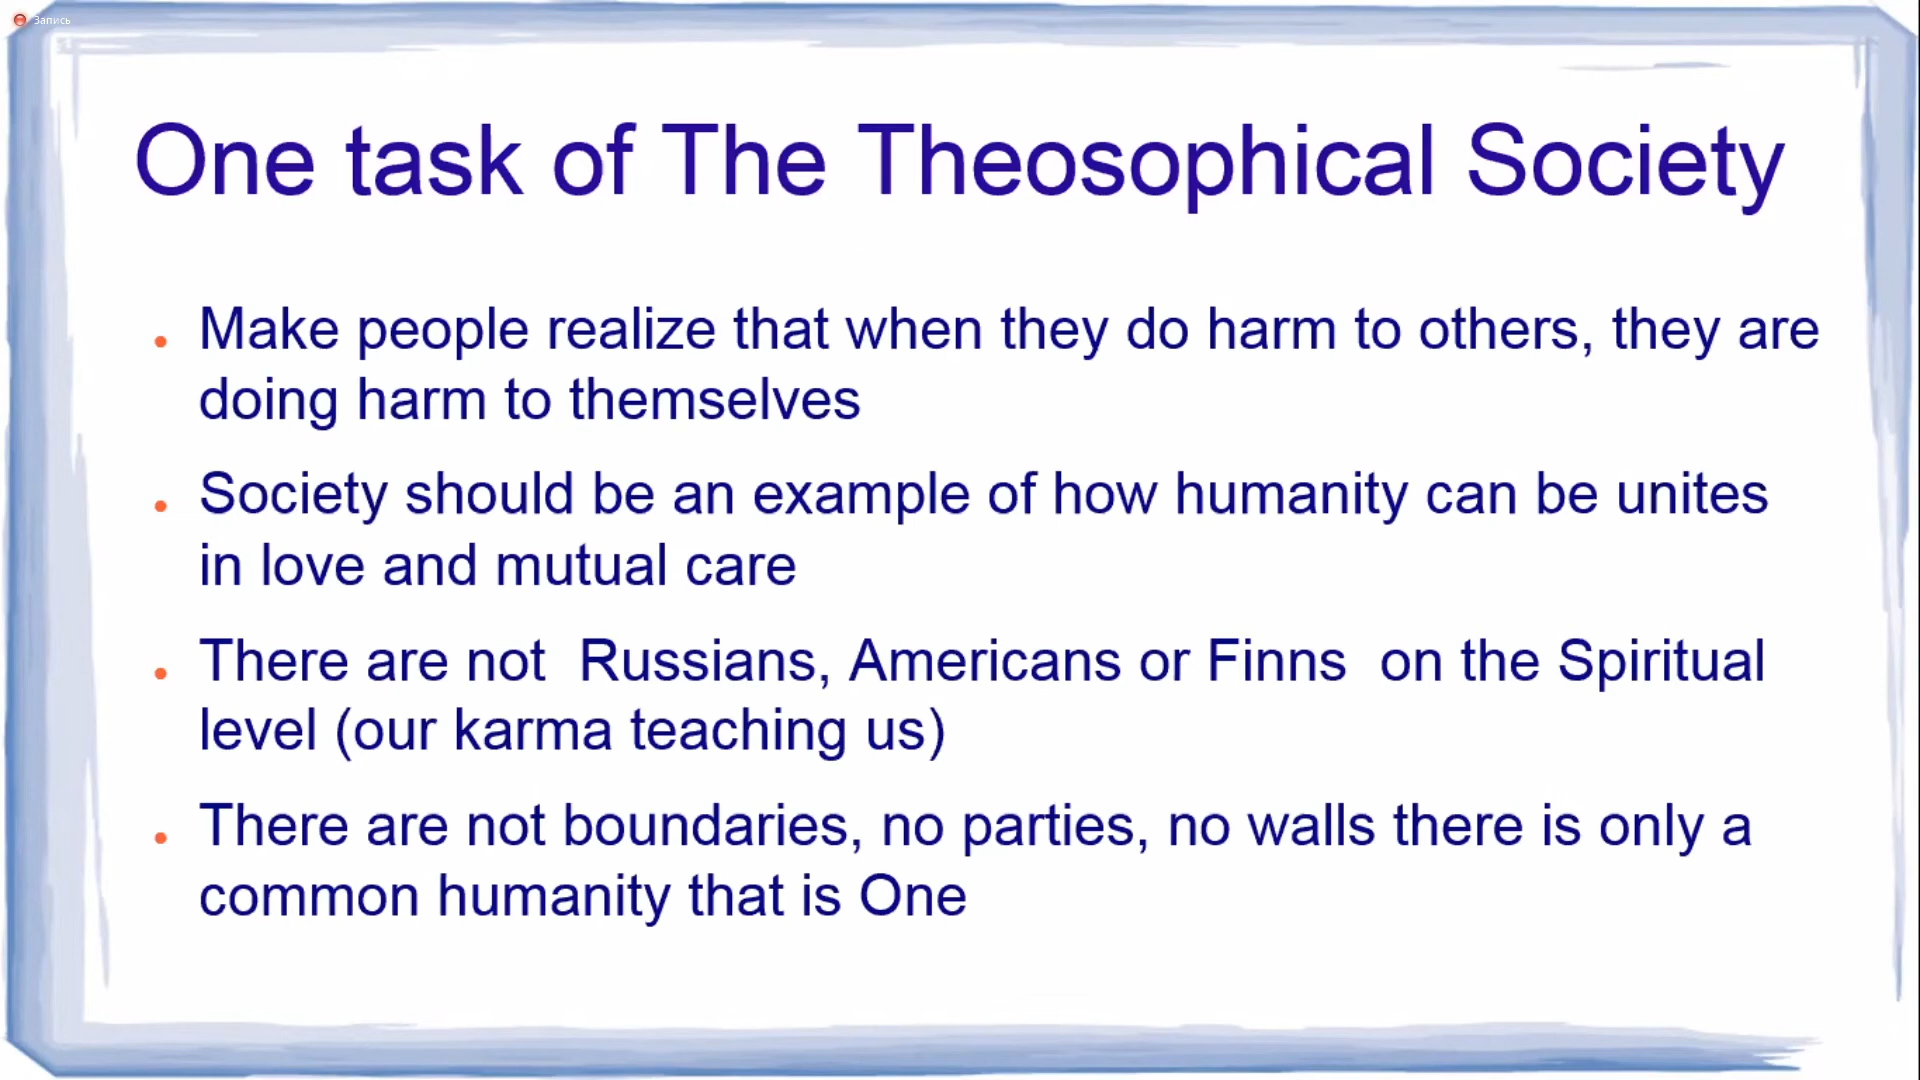 Запись
One task of The Theosophical Society
Make people realize that when they do harm to others, they are
doing harm to themselves
Society should be an example of how humanity can be unites
in love and mutual care
There are not  Russians, Americans or Finns  on the Spiritual
level (our karma teaching us)
There are not boundaries, no parties, no walls there is only a
common humanity that is One